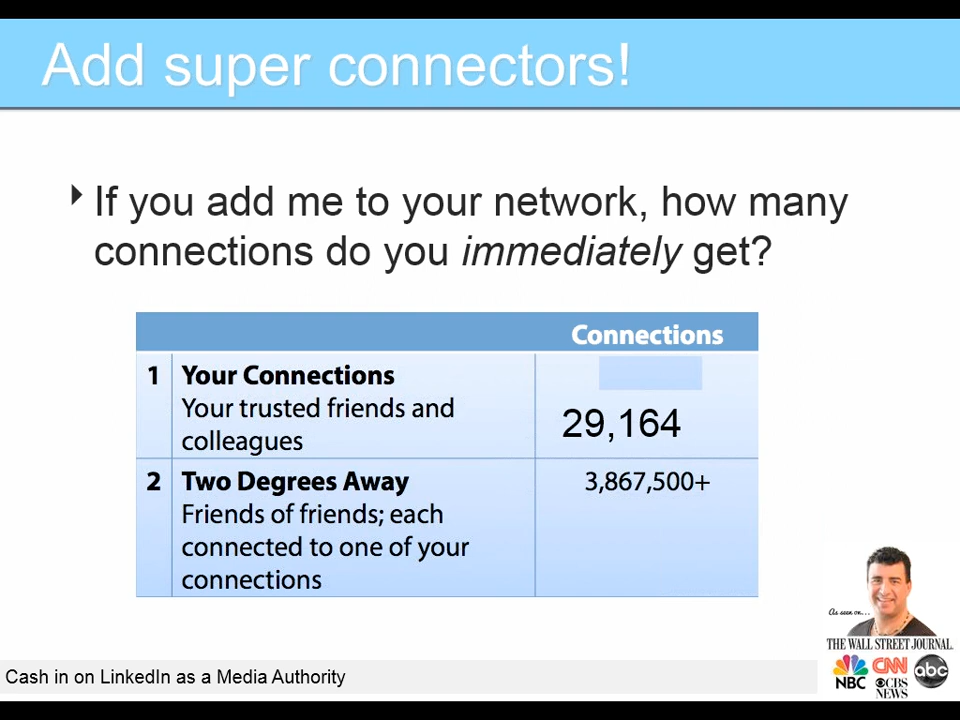 Add super connectors!
If you add me to your network, how many
connections do you immediately get?
Connections
1 Your Connections
Your trusted friends and
colleagues
29,164
2 Two Degrees Away 3,867,500+
Friends of friends; each
connected to one of your
connections
As seen on...
THE WALL STREET JOURNAL.
NBC CNN abc
CBS NEWS
Cash in on LinkedIn as a Media Authority